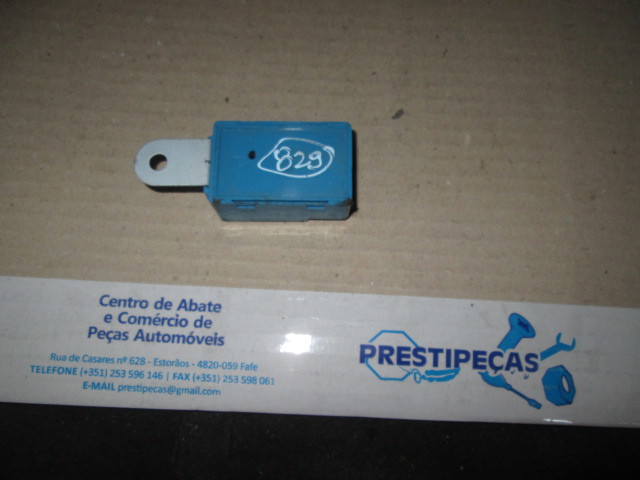 829
Centro de Abate
e Comércio de
Peças Automóveis
Rua de Casares nº 628 - Estorãos - 4820-059 Fafe
TELEFONE (+351) 253 596 146 | FAX (+351) 253 598 061
E-MAIL prestipecas@gmail.com
PRESTIPEÇAS